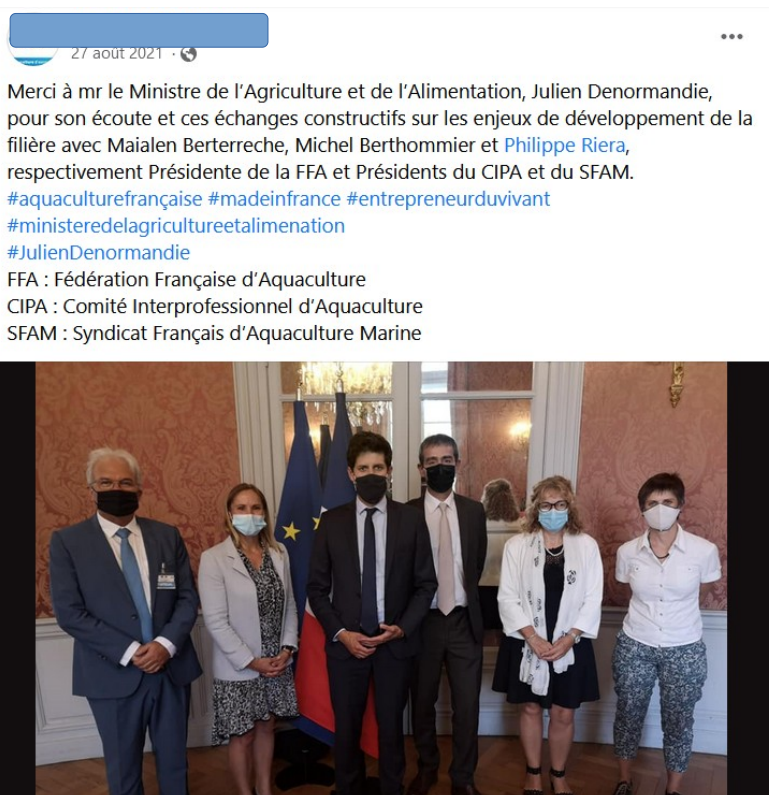 27 août 2021
Merci à mr le Ministre de l'Agriculture et de l'Alimentation, Julien Denormandie,
pour son écoute et ces échanges constructifs sur les enjeux de développement de la
filière avec Maialen Berterreche, Michel Berthommier et Philippe Riera,
respectivement Présidente de la FFA et Présidents du CIPA et du SFAM.
#aquaculturefrançaise #madeinfrance #entrepreneurduvivant
#ministeredelagricultureetalimenation
#JulienDenormandie
FFA : Fédération Française d'Aquaculture
CIPA : Comité Interprofessionnel d'Aquaculture
SFAM : Syndicat Français d'Aquaculture Marine